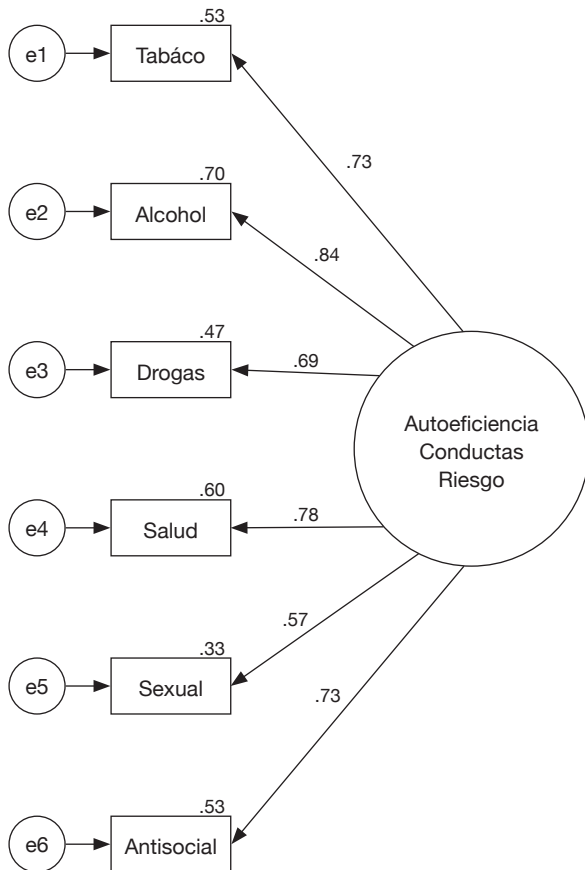 .53
e1
Tabáco
.73
.70
e2
Alcohol
.84
.47
e3
Drogas
.69
Autoeficiencia
Conductas
Riesgo
.60
e4
Salud
.78
.57
.33
e5
Sexual
.73
.53
e6
Antisocial